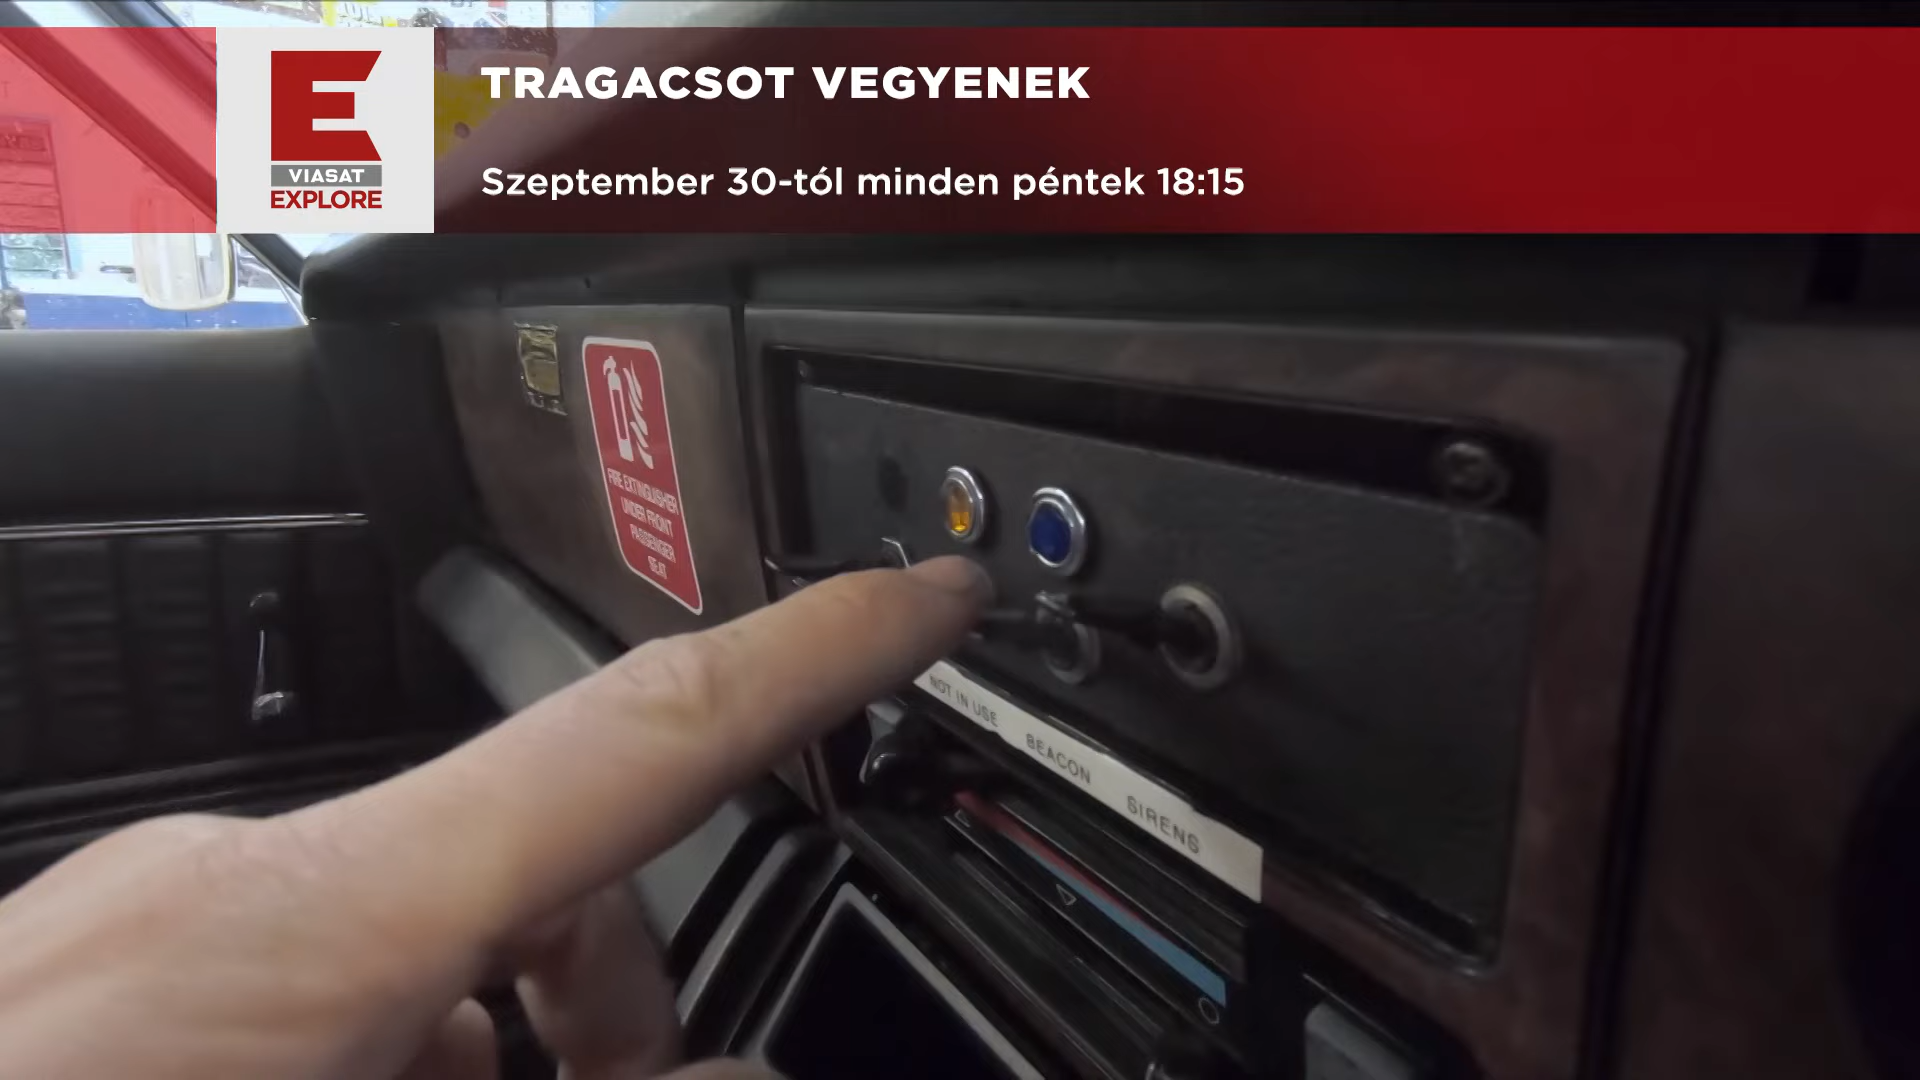 TRAGACSOT VEGYENEK
Szeptember 30-tól minden péntek 18:15
VIASAT
EXPLORE
FIRE EXTINGUISHER
UNDER FRONT
PASSENGER
SEAT
NOT IN USE
BEACON
SIRENS